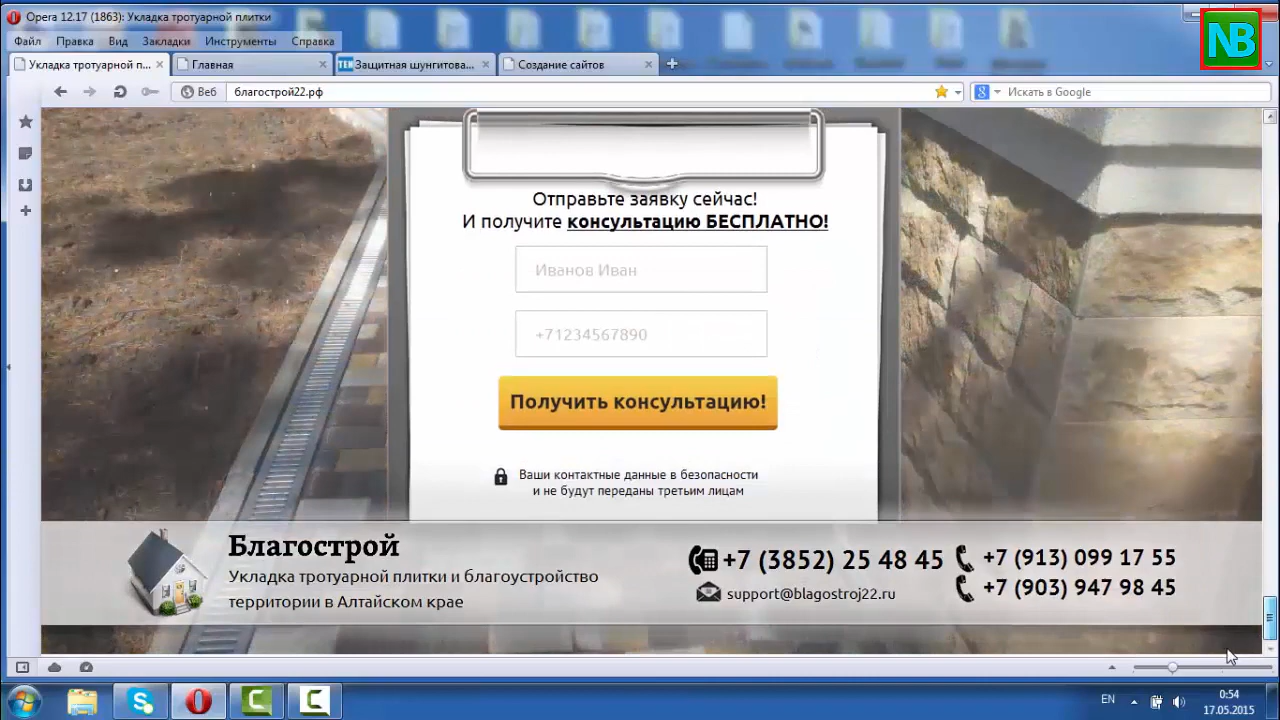 Opera 12.17 (1863): Укладка тротуарной плитки
NB
Файл Правка Вид Закладки Инструменты Справка
Укладка тротуарной п... Главная TEN Защитная шунгитова... Создание сайтов
Веб благострой22.рф Искать в Google
Отправьте заявку сейчас!
И получите консультацию БЕСПЛАТНО!
Иванов Иван
+71234567890
Получить консультацию!
Ваши контактные данные в безопасности
и не будут переданы третьим лицам
Благострой
Укладка тротуарной плитки и благоустройство
территории в Алтайском крае
+7 (3852) 25 48 45
support@blagostroj22.ru
+7 (913) 099 17 55
+7 (903) 947 98 45
EN
0:54
17.05.2015